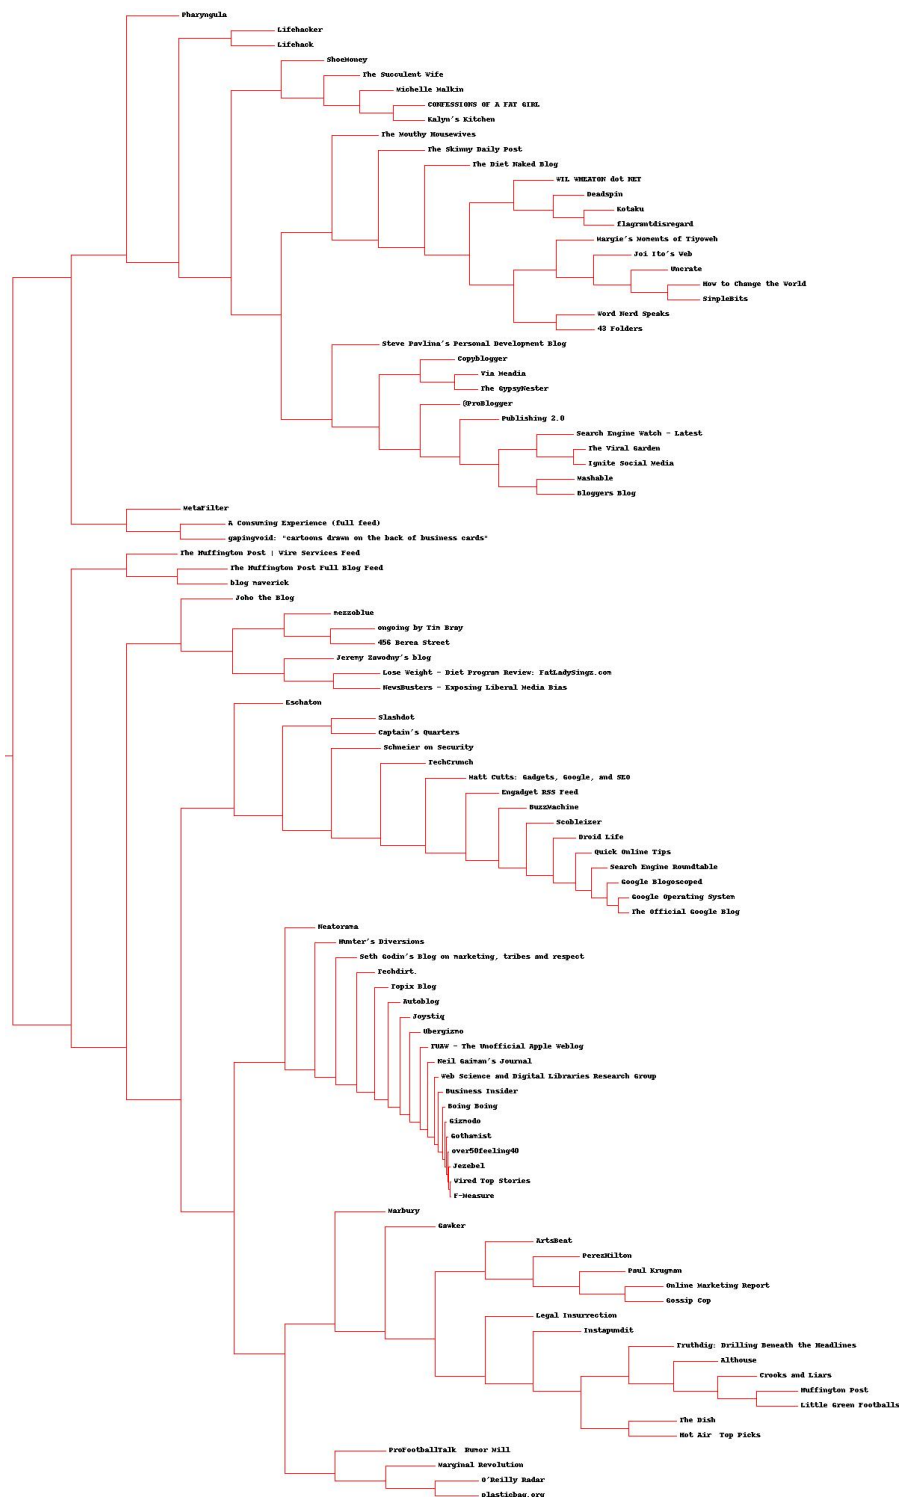 Pharyngula
Lifehacker
Lifehack
ShoeMoney
The Succulent Wife
Michelle Malkin
CONFESSIONS OF A FAT GIRL
Kalyn's Kitchen
The Mouthy Housewives
The Skinny Daily Post
The Diet Naked Blog
WIL WHEATON dot NET
Deadspin
Kotaku
flagrantdisregard
Margie's Moments of Tiyoweh
Joi Ito's Web
Uncrate
How to Change the World
SimpleBits
Word Nerd Speaks
43 Folders
Steve Pavlina's Personal Development Blog
Copyblogger
Via Meadia
The GypsyNester
@ProBlogger
Publishing 2.0
Search Engine Watch - Latest
The Viral Garden
Ignite Social Media
Mashable
Bloggers Blog
MetaFilter
A Consuming Experience (full feed)
gapingvoid: "cartoons drawn on the back of business cards"
The Huffington Post | Wire Services Feed
The Huffington Post Full Blog Feed
blog maverick
Joho the Blog
mezzoblue
ongoing by Tim Bray
456 Berea Street
Jeremy Zawodny's blog
Lose Weight - Diet Program Review: FatLadySingz.com
NewsBusters - Exposing Liberal Media Bias
Eschaton
Slashdot
Captain's Quarters
Schneier on Security
TechCrunch
Matt Cutts: Gadgets, Google, and SEO
Engadget RSS Feed
BuzzMachine
Scobleizer
Droid Life
Quick Online Tips
Search Engine Roundtable
Google Blogoscoped
Google Operating System
The Official Google Blog
Neatorama
Hunter's Diversions
Seth Godin's Blog on marketing, tribes and respect
Techdirt.
Topix Blog
Autoblog
Joystiq
Ubergizmo
TUAW - The Unofficial Apple Weblog
Neil Gaiman's Journal
Web Science and Digital Libraries Research Group
Business Insider
Boing Boing
Gizmodo
Gothamist
over50feeling40
Jezebel
Wired Top Stories
F-Measure
Warbury
Gawker
ArtsBeat
PerezHilton
Paul Krugman
Online Marketing Report
Gossip Cop
Legal Insurrection
Instapundit
Truthdig: Drilling Beneath the Headlines
Althouse
Crooks and Liars
Huffington Post
Little Green Footballs
The Dish
Hot Air  Top Picks
ProFootballTalk  Rumor Mill
Marginal Revolution
O'Reilly Radar
plasticbag.org